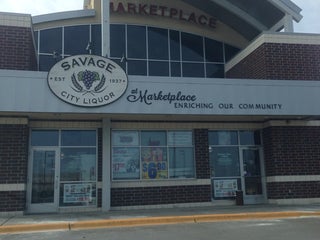 MARKETPLACE
SAVAGE
EST 1937
CITY LIQUOR
at Marketplace
ENRICHING OUR COMMUNITY